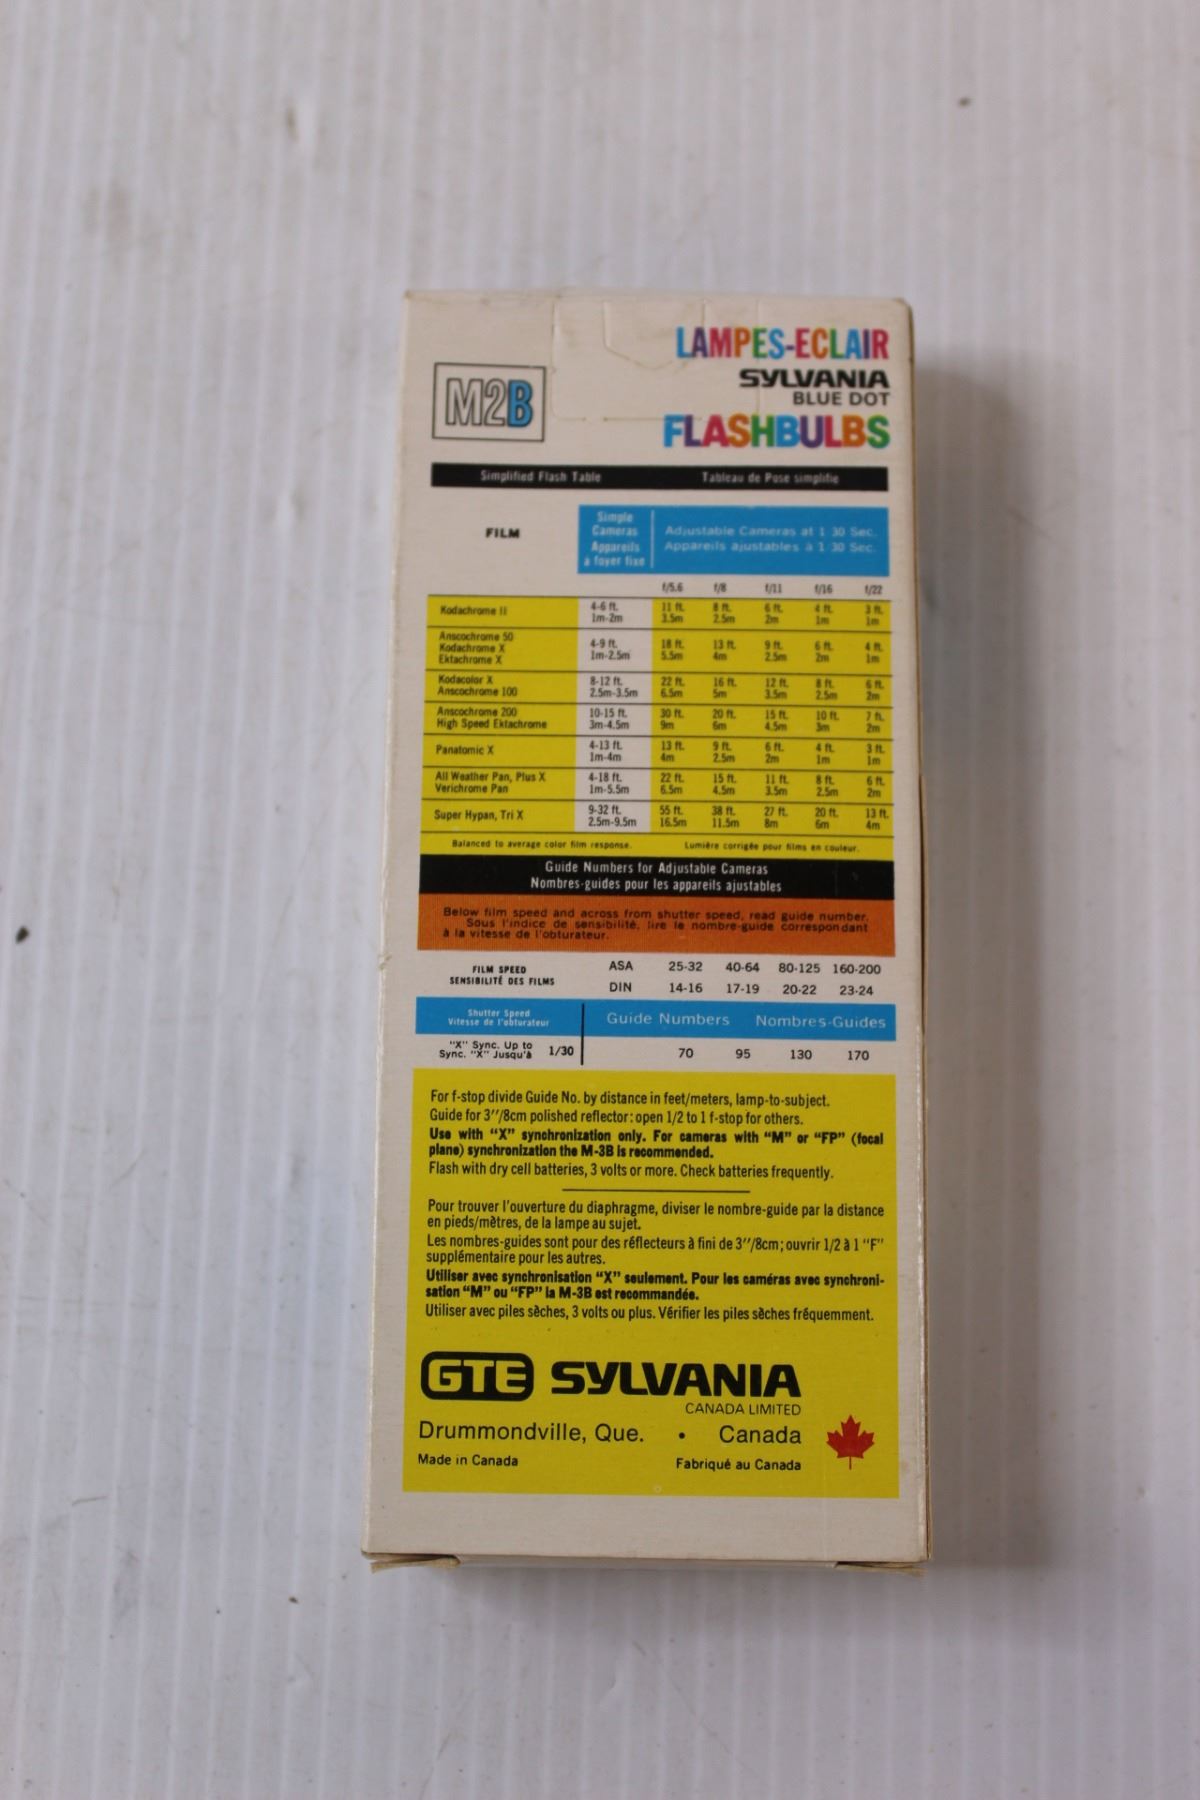 LAMPES-ECLAIR
M2B
SYLVANIA
BLUE DOT
FLASHBULBS
Simplified Flash Table Tableau de Pose simplifie
FILM
Simple
Cameras
Appareils
à foyer fixe
Adjustable Cameras at 1 30 Sec.
Appareils ajustables à 1 30 Sec.
f/5.6 f/8 f/11 f/16 f/22
Kodachrome II 4-6 ft. 11 ft. 8 ft. 6 ft. 4 ft. 3 ft.
1m-2m 3.5m 2.5m 2m 1m 1m
Anscochrome 50
Kodachrome X 4-9 ft. 18 ft. 13 ft. 9 ft. 6 ft. 4 ft.
Ektachrome X 1m-2.5m 5.5m 4m 2.5m 2m 1m
Kodacolor X 8-12 ft. 22 ft. 16 ft. 12 ft. 8 ft. 6 ft.
Anscochrome 100 2.5m-3.5m 6.5m 5m 3.5m 2.5m 2m
Anscochrome 200 10-15 ft. 30 ft. 20 ft. 15 ft. 10 ft. 7 ft.
High Speed Ektachrome 3m-4.5m 9m 6m 4.5m 3m 2m
Panatomic X 4-13 ft. 13 ft. 9 ft. 6 ft. 4 ft. 3 ft.
1m-4m 4m 2.5m 2m 1m 1m
All Weather Pan, Plus X 4-18 ft. 22 ft. 15 ft. 11 ft. 8 ft. 6 ft.
Verichrome Pan 1m-5.5m 6.5m 4.5m 3.5m 2.5m 2m
Super Hypan, Tri X 9-32 ft. 55 ft. 38 ft. 27 ft. 20 ft. 13 ft.
2.5m-9.5m 16.5m 11.5m 8m 6m 4m
Balanced to average color film response. Lumière corrigée pour films en couleur.
Guide Numbers for Adjustable Cameras
Nombres-guides pour les appareils ajustables
Below film speed and across from shutter speed, read guide number.
Sous l'indice de sensibilité, lire le nombre-guide correspondant
à la vitesse de l'obturateur.
FILM SPEED ASA 25-32 40-64 80-125 160-200
SENSIBILITÉ DES FILMS DIN 14-16 17-19 20-22 23-24
Shutter Speed
Vitesse de l'obturateur
Guide Numbers Nombres-Guides
"X" Sync. Up to
Sync. "X" Jusqu'à 1/30 70 95 130 170
For f-stop divide Guide No. by distance in feet/meters, lamp-to-subject.
Guide for 3"/8cm polished reflector: open 1/2 to 1 f-stop for others.
Use with "X" synchronization only. For cameras with "M" or "FP" (focal
plane) synchronization the M-3B is recommended.
Flash with dry cell batteries, 3 volts or more. Check batteries frequently.
Pour trouver l'ouverture du diaphragme, diviser le nombre-guide par la distance
en pieds/mètres, de la lampe au sujet.
Les nombres-guides sont pour des réflecteurs à fini de 3"/8cm; ouvrir 1/2 à 1 "F"
supplémentaire pour les autres.
Utiliser avec synchronisation "X" seulement. Pour les caméras avec synchroni-
sation "M" ou "FP" la M-3B est recommandée.
Utiliser avec piles sèches, 3 volts ou plus. Vérifier les piles sèches fréquemment.
GTE SYLVANIA
CANADA LIMITED
Drummondville, Que. • Canada
Made in Canada Fabriqué au Canada